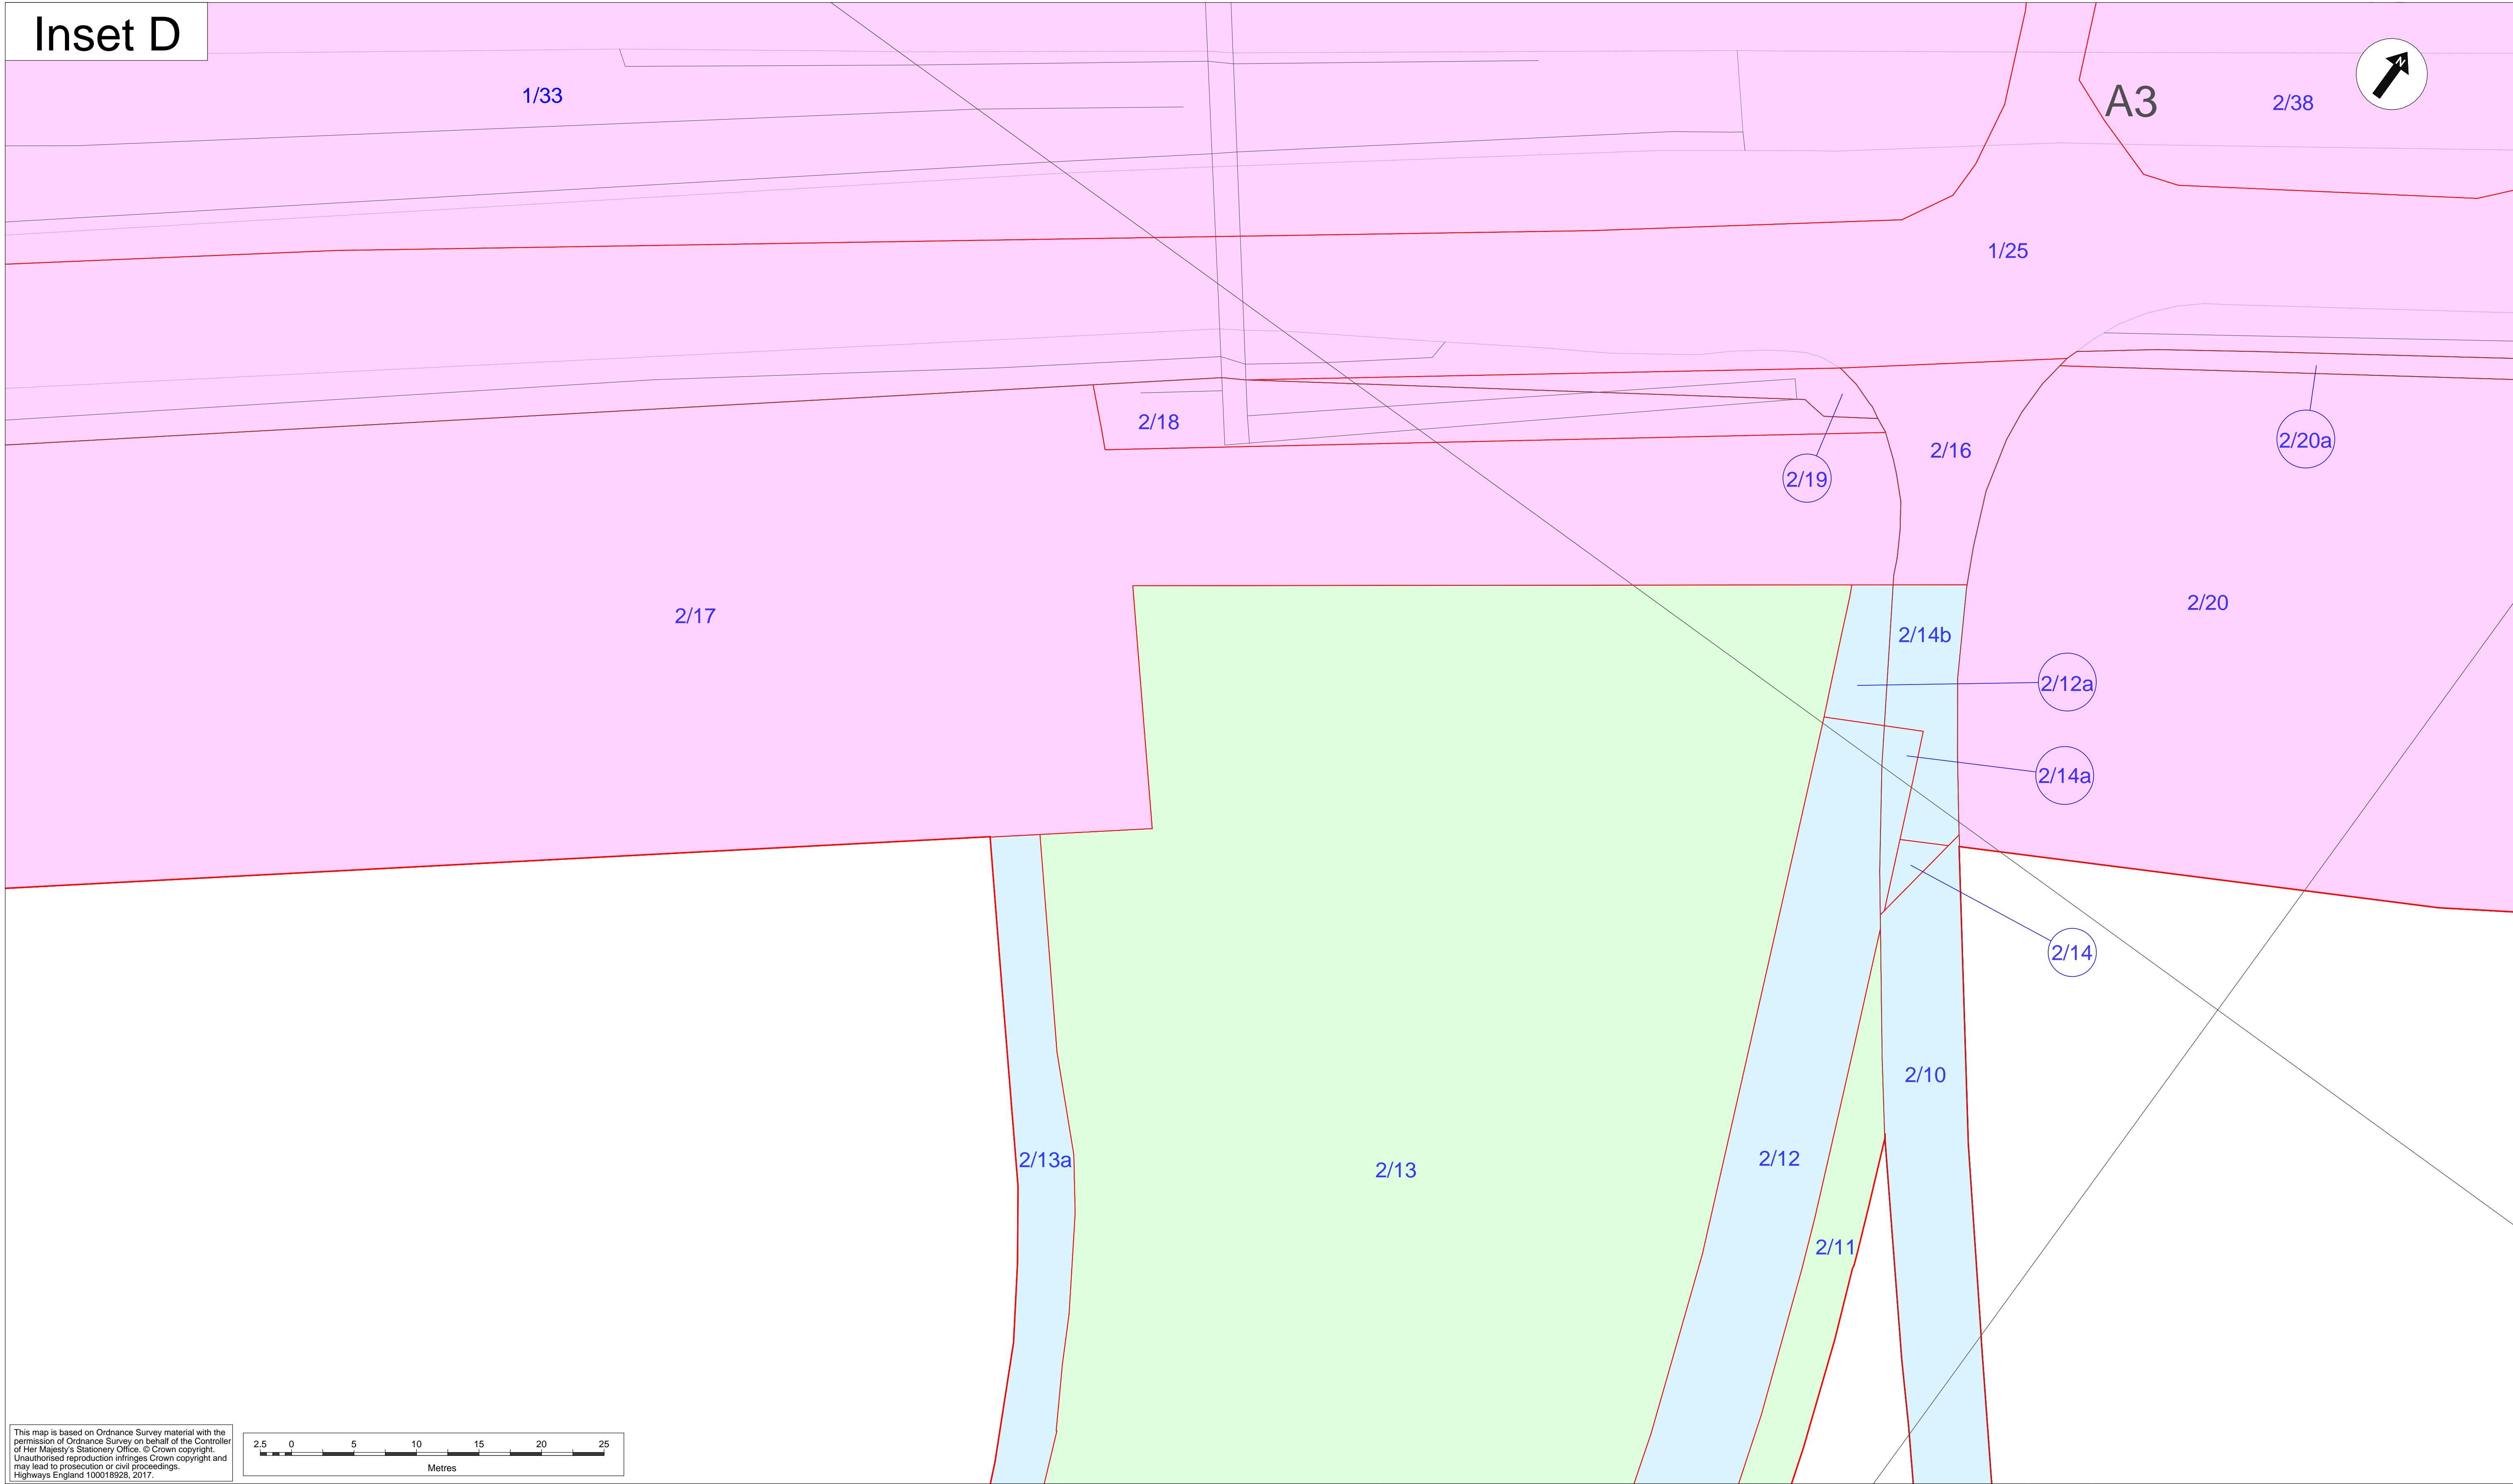 Inset D
1/33
A3
2/38
N
1/25
2/18
2/19
2/16
2/20a
2/17
2/20
2/14b
2/12a
2/14a
2/14
2/10
2/13a
2/13
2/12
2/11
This map is based on Ordnance Survey material with the
permission of Ordnance Survey on behalf of the Controller
of Her Majesty's Stationery Office. © Crown copyright.
Unauthorised reproduction infringes Crown copyright and
may lead to prosecution or civil proceedings.
Highways England 100018928, 2017.
2.5 0 5 10 15 20 25
Metres